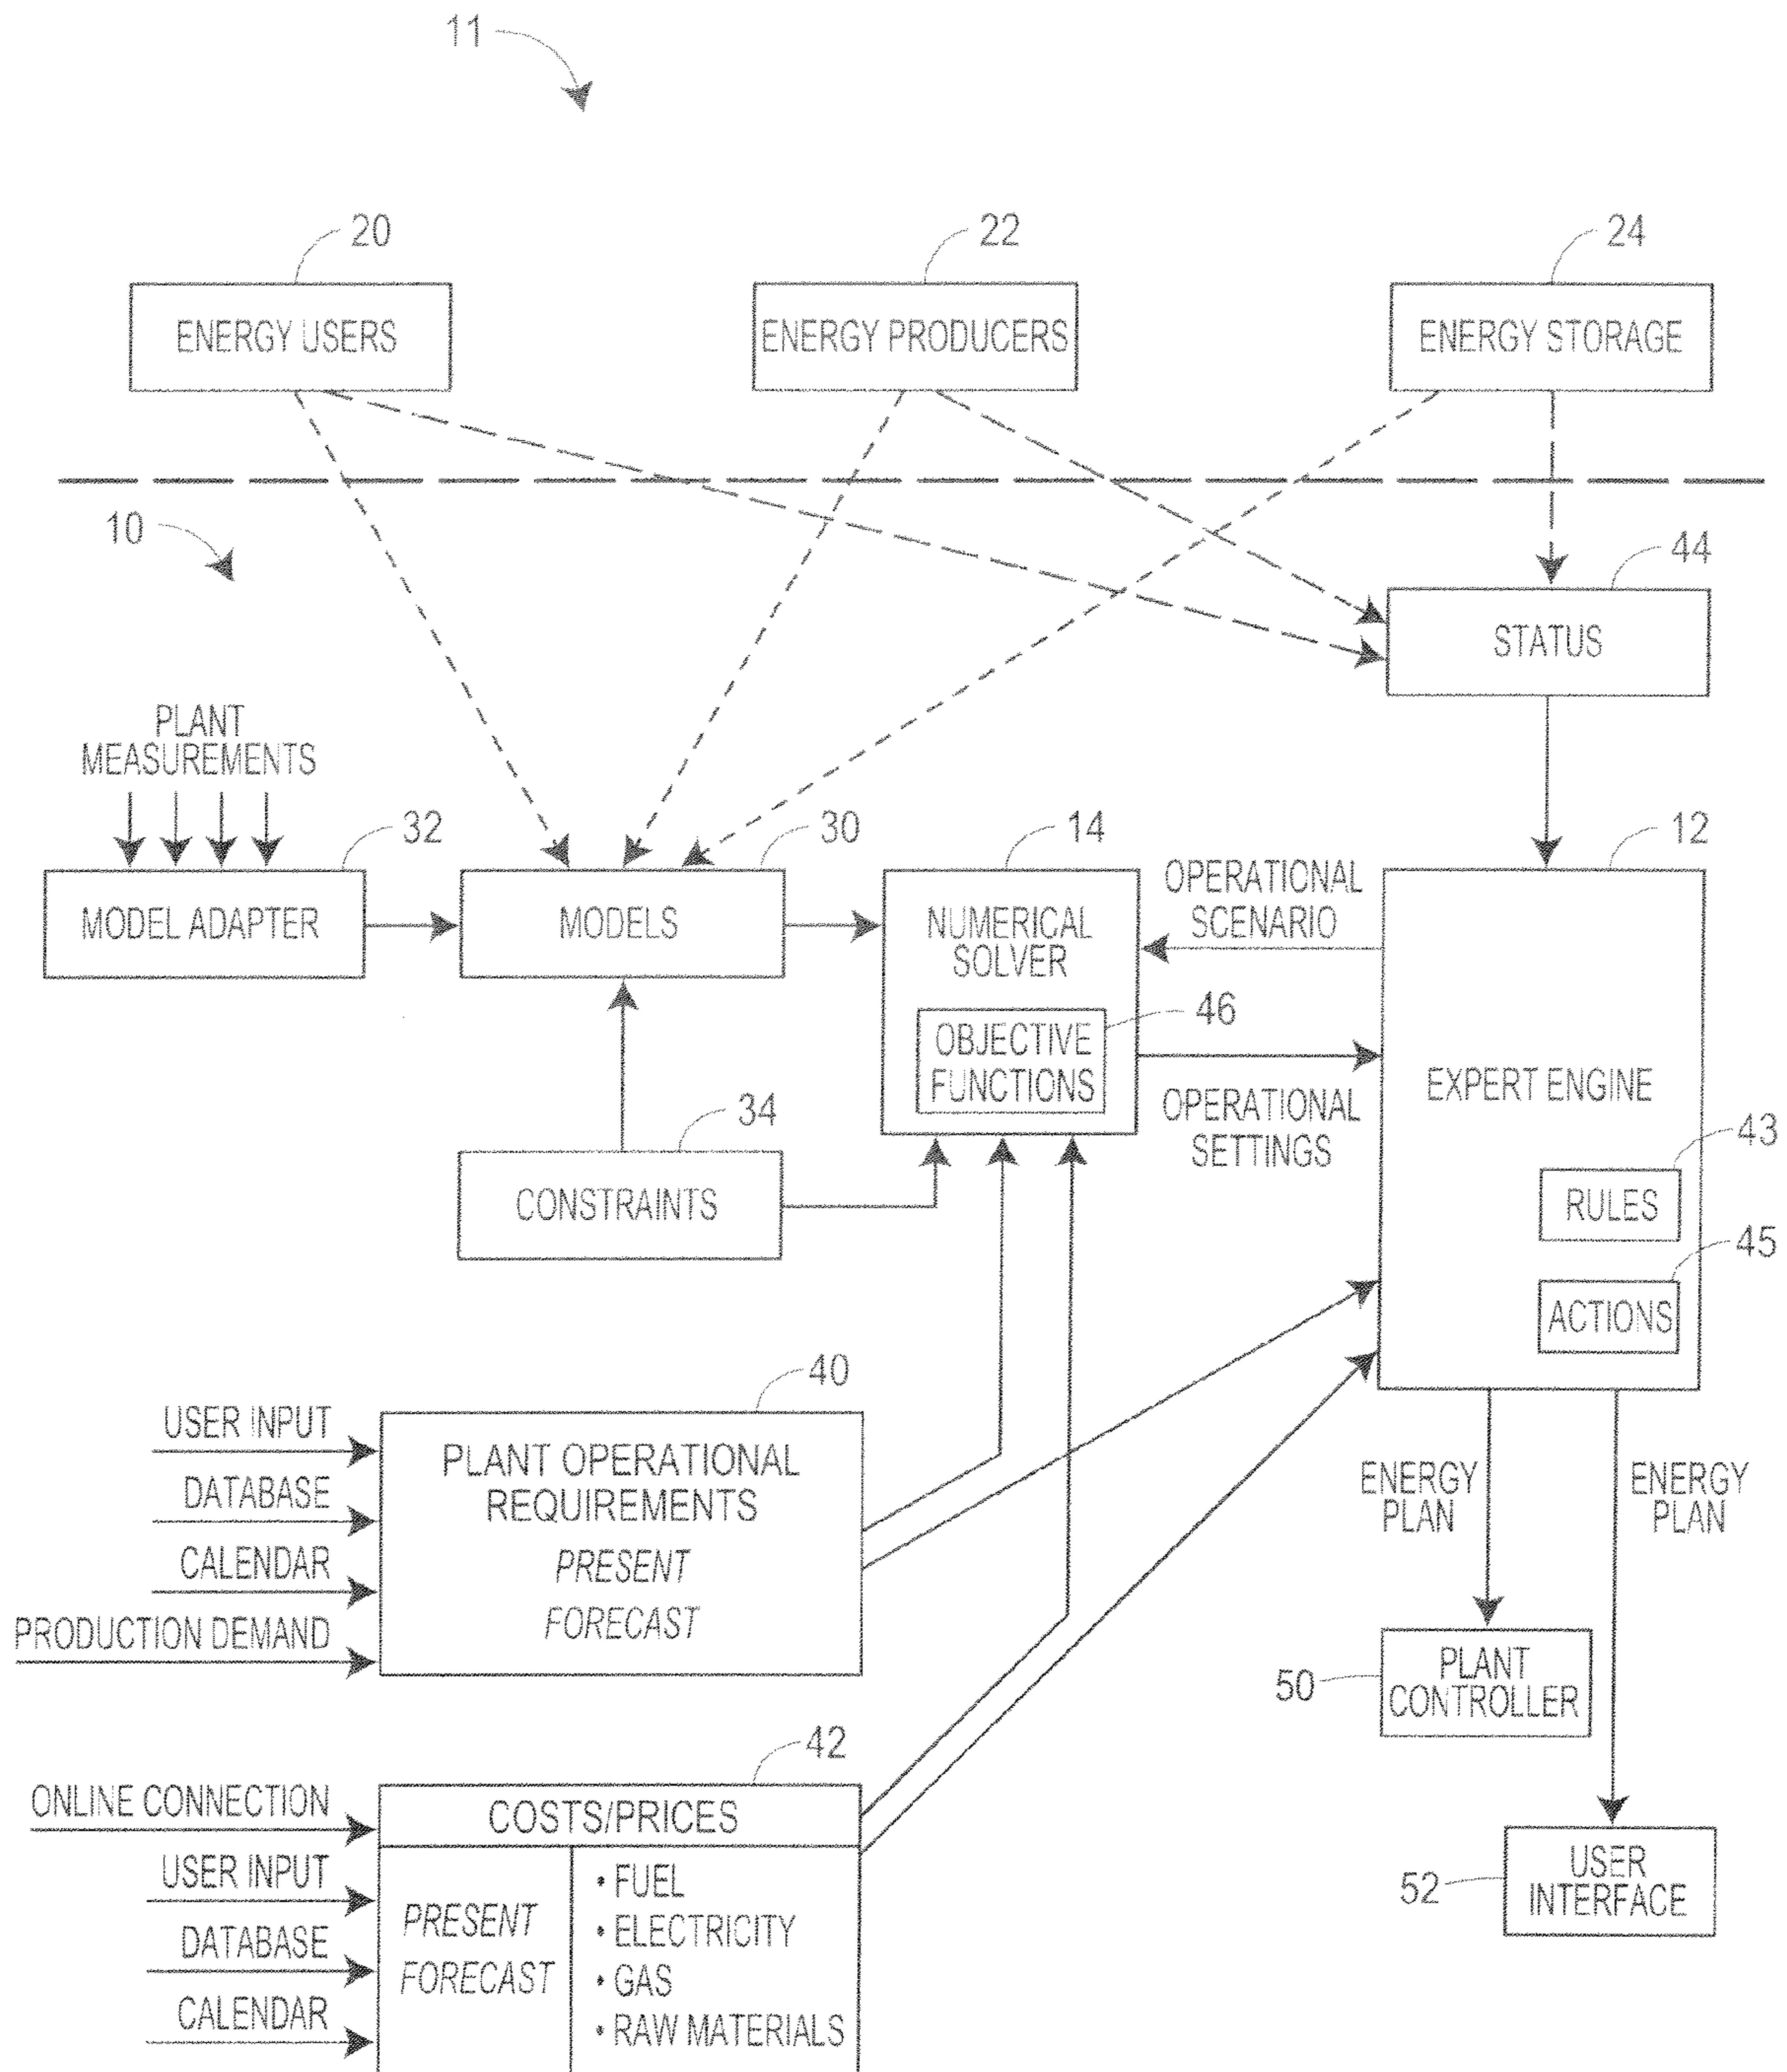 11
20
22
24
ENERGY USERS
ENERGY PRODUCERS
ENERGY STORAGE
10
44
STATUS
PLANT
MEASUREMENTS
32
30
14
12
MODEL ADAPTER
MODELS
NUMERICAL
SOLVER
OPERATIONAL
SCENARIO
46
OBJECTIVE
FUNCTIONS
EXPERT ENGINE
OPERATIONAL
SETTINGS
34
CONSTRAINTS
43
RULES
45
ACTIONS
40
USER INPUT
DATABASE
CALENDAR
PRODUCTION DEMAND
PLANT OPERATIONAL
REQUIREMENTS
PRESENT
FORECAST
ENERGY
PLAN
ENERGY
PLAN
50
PLANT
CONTROLLER
42
ONLINE CONNECTION
USER INPUT
DATABASE
CALENDAR
COSTS/PRICES
PRESENT
FORECAST
• FUEL
• ELECTRICITY
• GAS
• RAW MATERIALS
52
USER
INTERFACE